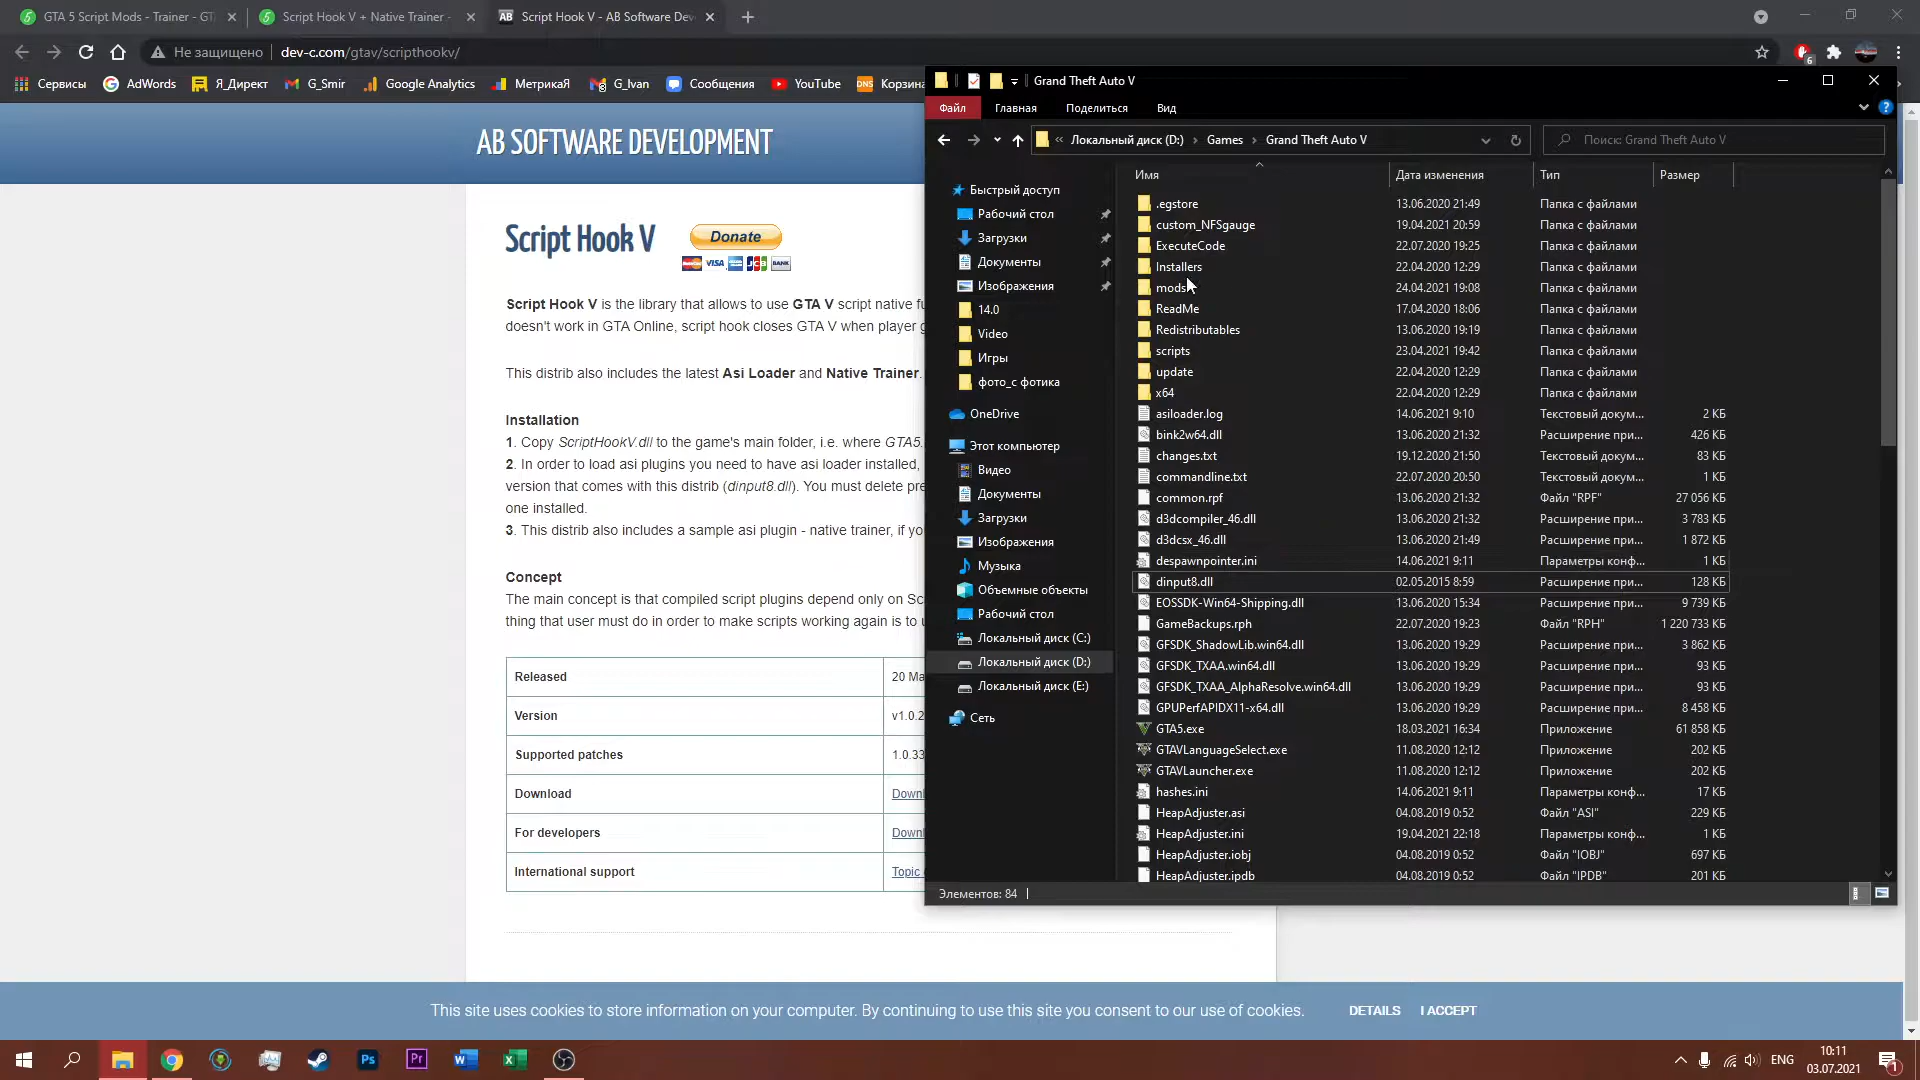 GTA 5 Script Mods - Trainer - GT
Script Hook V + Native Trainer -
AB Script Hook V - AB Software Dev
Не защищено dev-c.com/gtav/scripthookv/
6
Сервисы AdWords Я_Директ G_Smir Google Analytics МетрикаЯ G_Ivan Сообщения YouTube DNS Корзина
AB SOFTWARE DEVELOPMENT
Script Hook V
Donate
VISA JCB BANK
Script Hook V is the library that allows to use GTA V script native fu
doesn't work in GTA Online, script hook closes GTA V when player g
This distrib also includes the latest Asi Loader and Native Trainer.
Installation
1. Copy ScriptHookV.dll to the game's main folder, i.e. where GTA5.
2. In order to load asi plugins you need to have asi loader installed,
version that comes with this distrib (dinput8.dll). You must delete pre
one installed.
3. This distrib also includes a sample asi plugin - native trainer, if yo
Concept
The main concept is that compiled script plugins depend only on Sc
thing that user must do in order to make scripts working again is to u
Released 20 Ma
Version v1.0.2
Supported patches 1.0.33
Download Downl
For developers Downl
International support Topic
Grand Theft Auto V
Файл Главная Поделиться Вид
« Локальный диск (D:) Games Grand Theft Auto V
Поиск: Grand Theft Auto V
Быстрый доступ
Рабочий стол
Загрузки
Документы
Изображения
14.0
Video
Игры
фото_с фотика
OneDrive
Этот компьютер
Видео
Документы
Загрузки
Изображения
Музыка
Объемные объекты
Рабочий стол
Локальный диск (C:)
Локальный диск (D:)
Локальный диск (E:)
Сеть
Имя Дата изменения Тип Размер
.egstore 13.06.2020 21:49 Папка с файлами
custom_NFSgauge 19.04.2021 20:59 Папка с файлами
ExecuteCode 22.07.2020 19:25 Папка с файлами
Installers 22.04.2020 12:29 Папка с файлами
mods 24.04.2021 19:08 Папка с файлами
ReadMe 17.04.2020 18:06 Папка с файлами
Redistributables 13.06.2020 19:19 Папка с файлами
scripts 23.04.2021 19:42 Папка с файлами
update 22.04.2020 12:29 Папка с файлами
x64 22.04.2020 12:29 Папка с файлами
asiloader.log 14.06.2021 9:10 Текстовый докум... 2 КБ
bink2w64.dll 13.06.2020 21:32 Расширение при... 426 КБ
changes.txt 19.12.2020 21:50 Текстовый докум... 83 КБ
commandline.txt 22.07.2020 20:50 Текстовый докум... 1 КБ
common.rpf 13.06.2020 21:32 Файл "RPF" 27 056 КБ
d3dcompiler_46.dll 13.06.2020 21:32 Расширение при... 3 783 КБ
d3dcsx_46.dll 13.06.2020 21:49 Расширение при... 1 872 КБ
despawnpointer.ini 14.06.2021 9:11 Параметры конф... 1 КБ
dinput8.dll 02.05.2015 8:59 Расширение при... 128 КБ
EOSSDK-Win64-Shipping.dll 13.06.2020 15:34 Расширение при... 9 739 КБ
GameBackups.rph 22.07.2020 19:23 Файл "RPH" 1 220 733 КБ
GFSDK_ShadowLib.win64.dll 13.06.2020 19:29 Расширение при... 3 862 КБ
GFSDK_TXAA.win64.dll 13.06.2020 19:29 Расширение при... 93 КБ
GFSDK_TXAA_AlphaResolve.win64.dll 13.06.2020 19:29 Расширение при... 93 КБ
GPUPerfAPIDX11-x64.dll 13.06.2020 19:29 Расширение при... 8 458 КБ
GTA5.exe 18.03.2021 16:34 Приложение 61 858 КБ
GTAVLanguageSelect.exe 11.08.2020 12:12 Приложение 202 КБ
GTAVLauncher.exe 11.08.2020 12:12 Приложение 202 КБ
hashes.ini 14.06.2021 9:11 Параметры конф... 17 КБ
HeapAdjuster.asi 04.08.2019 0:52 Файл "ASI" 229 КБ
HeapAdjuster.ini 19.04.2021 22:18 Параметры конф... 1 КБ
HeapAdjuster.iobj 04.08.2019 0:52 Файл "IOBJ" 697 КБ
HeapAdjuster.ipdb 04.08.2019 0:52 Файл "IPDB" 201 КБ
Элементов: 84
This site uses cookies to store information on your computer. By continuing to use this site you consent to our use of cookies. DETAILS I ACCEPT
Ps Pr W X
ENG 10:11
03.07.2021
1